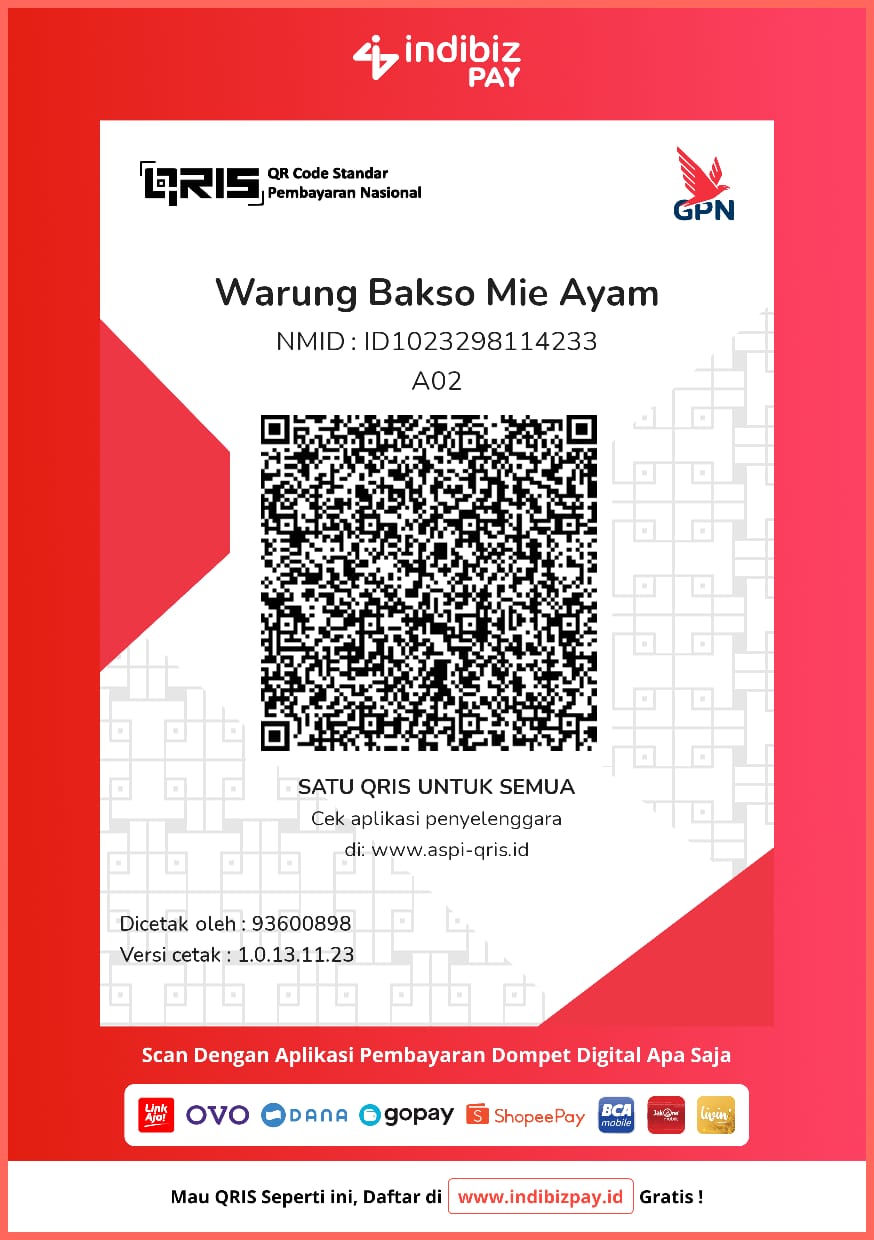 indibiz
PAY
QRIS
QR Code Standar
Pembayaran Nasional
GPN
Warung Bakso Mie Ayam
NMID : ID1023298114233
A02
SATU QRIS UNTUK SEMUA
Cek aplikasi penyelenggara
di: www.aspi-qris.id
Dicetak oleh : 93600898
Versi cetak : 1.0.13.11.23
Scan Dengan Aplikasi Pembayaran Dompet Digital Apa Saja
Link Aja! OVO DANA gopay ShopeePay BCA mobile JakOne mobile livin'
Mau QRIS Seperti ini, Daftar di www.indibizpay.id Gratis !